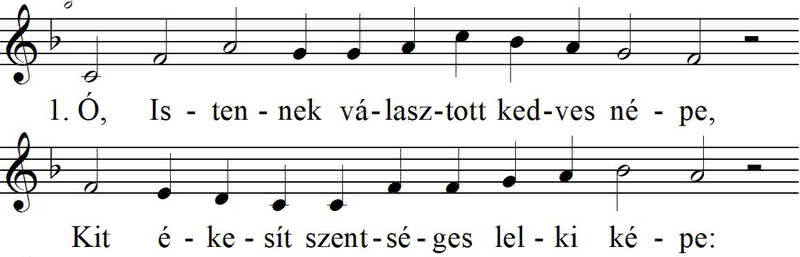 1. Ó, Is - ten - nek vá - lasz - tott ked - ves né - pe,
Kit é - ke - sít szent - sé - ges lel - ki ké - pe: